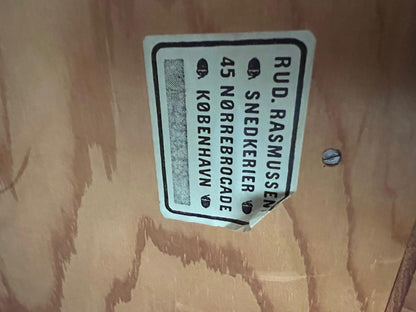 RUD. RASMUSSEN
SNEDKERIER
45 NØRREBROGADE
KØBENHAVN